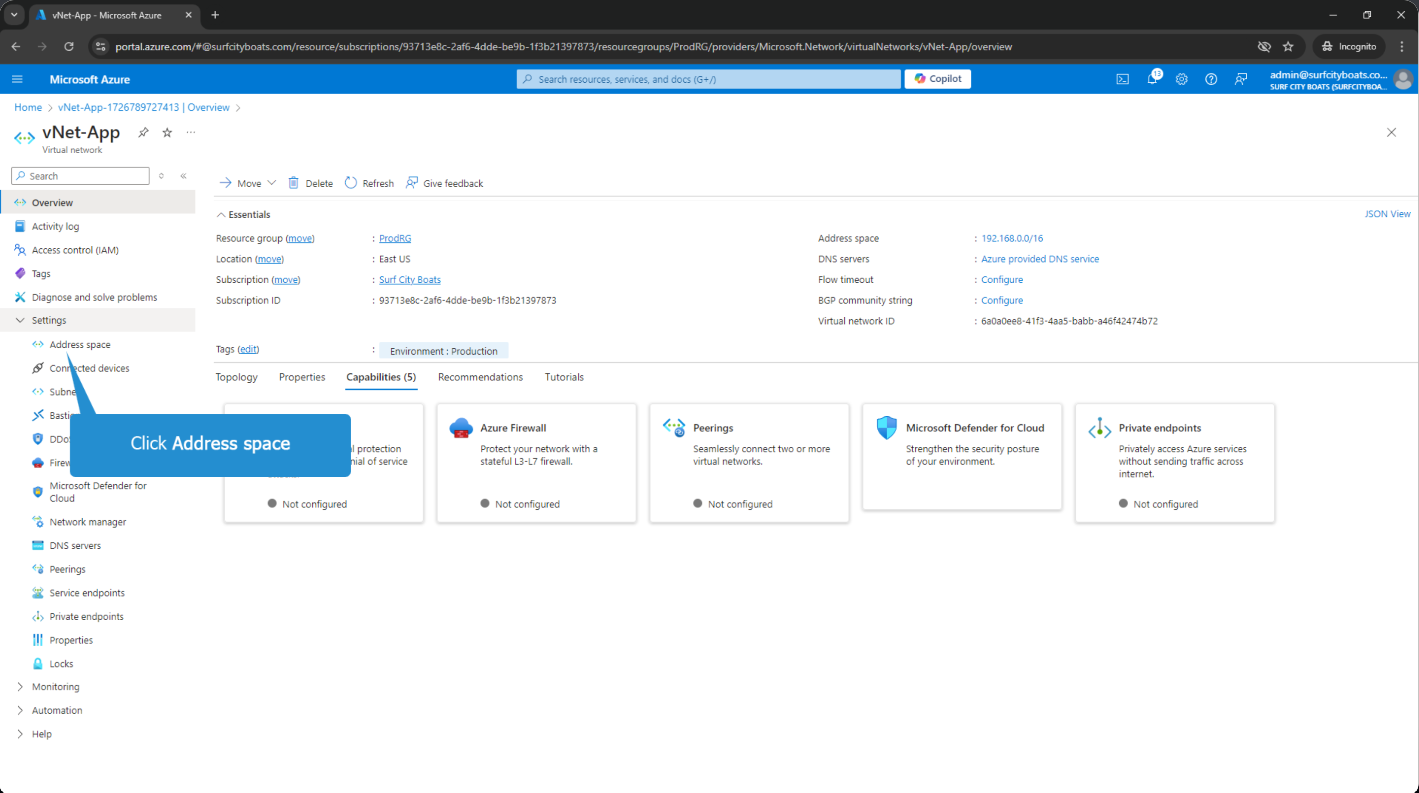 vNet-App - Microsoft Azure
portal.azure.com/#@surfcityboats.com/resource/subscriptions/93713e8c-2af6-4dde-be9b-1f3b21397873/resourcegroups/ProdRG/providers/Microsoft.Network/virtualNetworks/vNet-App/overview
Incognito
Microsoft Azure
Search resources, services, and docs (G+/)
Copilot
13
admin@surfcityboats.co...
SURF CITY BOATS (SURFCITYBOA...
Home > vNet-App-1726789727413 | Overview >
vNet-App
Virtual network
Search
Overview
Activity log
Access control (IAM)
Tags
Diagnose and solve problems
Settings
Address space
Connected devices
Subne
Basti
DDoS
Firew
Microsoft Defender for
Cloud
Network manager
DNS servers
Peerings
Service endpoints
Private endpoints
Properties
Locks
Monitoring
Automation
Help
Click Address space
Move
Delete
Refresh
Give feedback
Essentials
JSON View
Resource group (move) : ProdRG
Location (move) : East US
Subscription (move) : Surf City Boats
Subscription ID : 93713e8c-2af6-4dde-be9b-1f3b21397873
Address space : 192.168.0.0/16
DNS servers : Azure provided DNS service
Flow timeout : Configure
BGP community string : Configure
Virtual network ID : 6a0a0ee8-41f3-4aa5-babb-a46f42474b72
Tags (edit) : Environment : Production
Topology
Properties
Capabilities (5)
Recommendations
Tutorials
l protection
nial of service
Not configured
Azure Firewall
Protect your network with a
stateful L3-L7 firewall.
Not configured
Peerings
Seamlessly connect two or more
virtual networks.
Not configured
Microsoft Defender for Cloud
Strengthen the security posture
of your environment.
Private endpoints
Privately access Azure services
without sending traffic across
internet.
Not configured